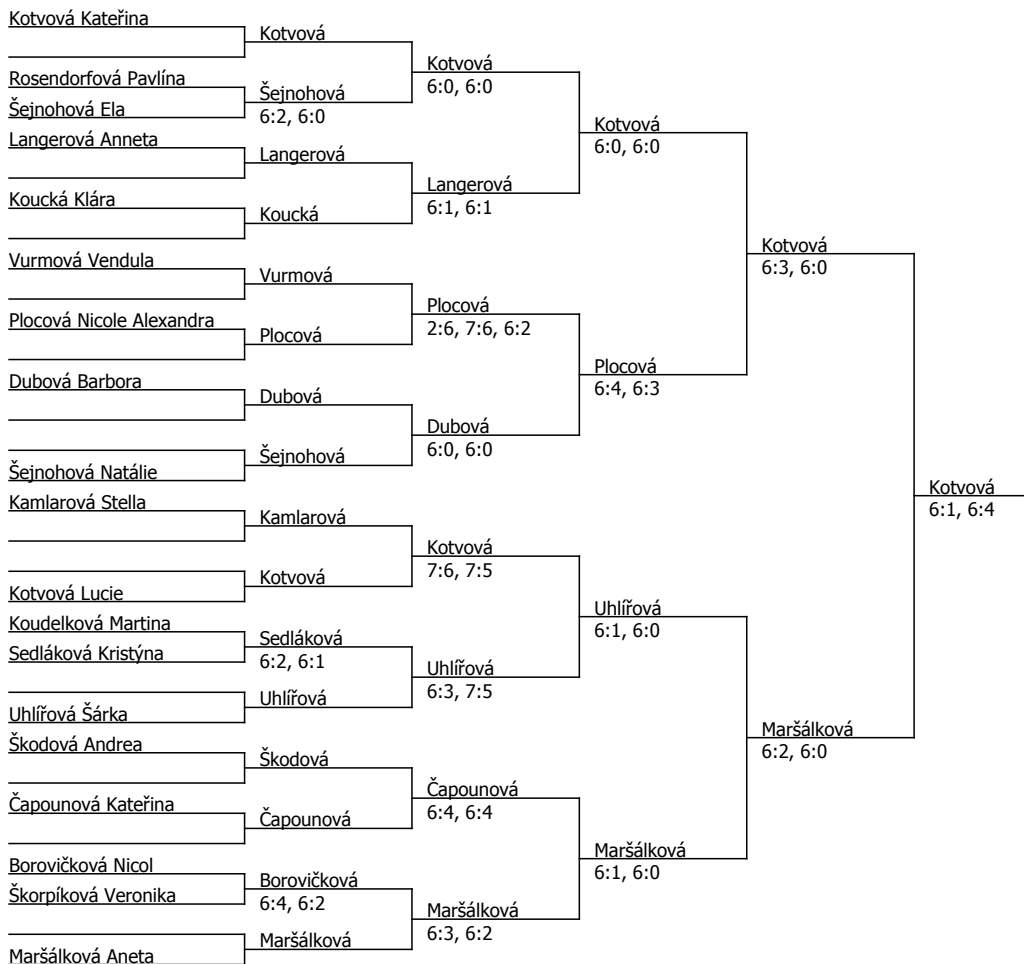 Kotvová Kateřina
Rosendorfová Pavlína
Šejnohová Ela
Langerová Anneta
Koucká Klára
Vurmová Vendula
Plocová Nicole Alexandra
Dubová Barbora
Šejnohová Natálie
Kamlarová Stella
Kotvová Lucie
Koudelková Martina
Sedláková Kristýna
Uhlířová Šárka
Škodová Andrea
Čapounová Kateřina
Borovičková Nicol
Škorpíková Veronika
Maršálková Aneta
Kotvová
Šejnohová
6:2, 6:0
Langerová
Koucká
Vurmová
Plocová
Dubová
Šejnohová
Kamlarová
Kotvová
Sedláková
6:2, 6:1
Uhlířová
Škodová
Čapounová
Borovičková
6:4, 6:2
Maršálková
Kotvová
6:0, 6:0
Langerová
6:1, 6:1
Plocová
2:6, 7:6, 6:2
Dubová
6:0, 6:0
Kotvová
7:6, 7:5
Uhlířová
6:3, 7:5
Čapounová
6:4, 6:4
Maršálková
6:3, 6:2
Kotvová
6:0, 6:0
Plocová
6:4, 6:3
Uhlířová
6:1, 6:0
Maršálková
6:1, 6:0
Kotvová
6:3, 6:0
Maršálková
6:2, 6:0
Kotvová
6:1, 6:4